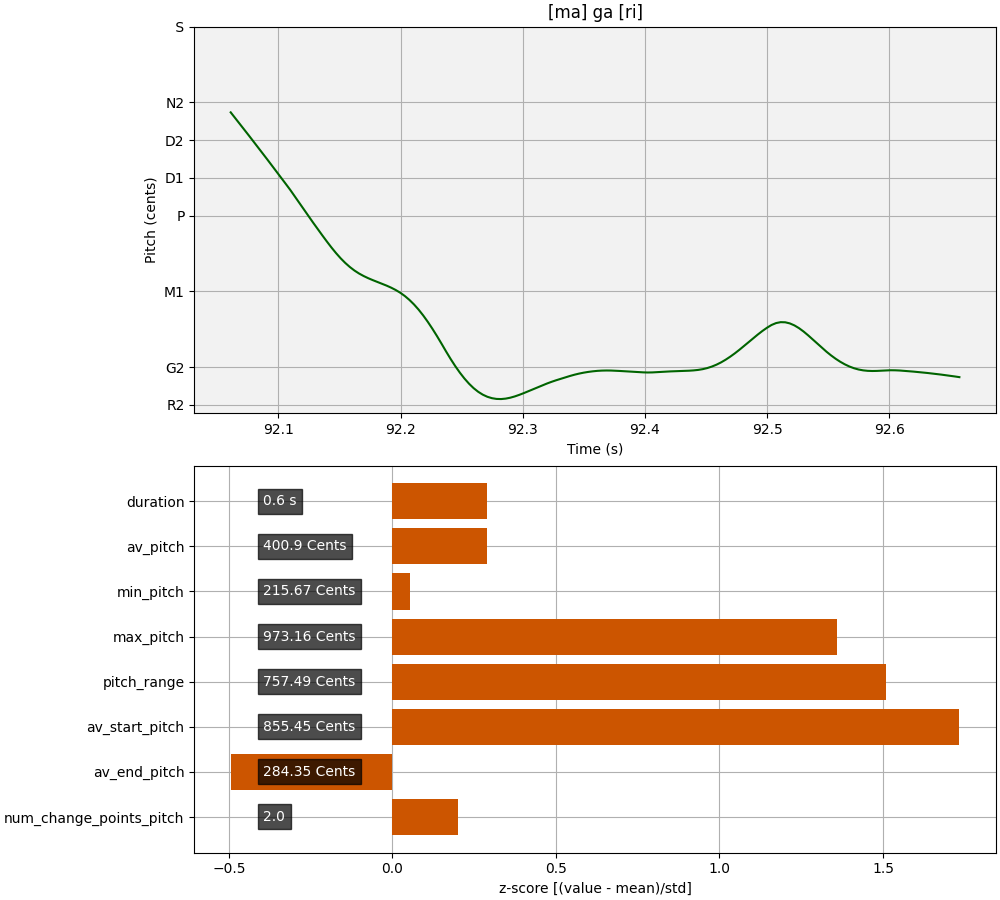 [ma] ga [ri]
S
N2
D2
D1
P
M1
G2
R2
Pitch (cents)
92.1 92.2 92.3 92.4 92.5 92.6
Time (s)
duration 0.6 s
av_pitch 400.9 Cents
min_pitch 215.67 Cents
max_pitch 973.16 Cents
pitch_range 757.49 Cents
av_start_pitch 855.45 Cents
av_end_pitch 284.35 Cents
num_change_points_pitch 2.0
−0.5 0.0 0.5 1.0 1.5
z-score [(value - mean)/std]